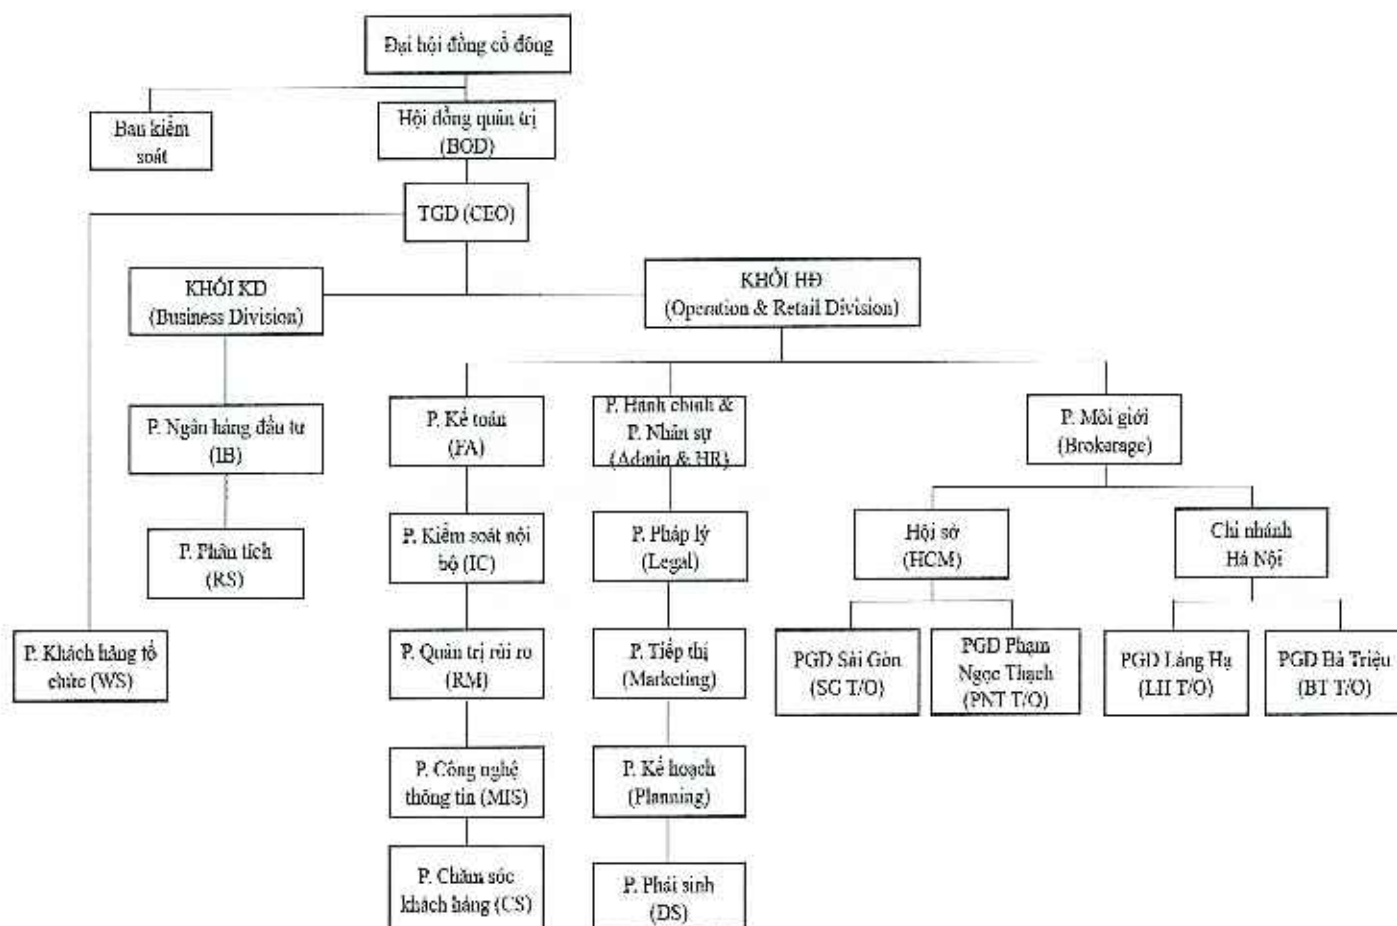 Đại hội đồng cổ đông
Ban kiểm
soát
Hội đồng quản trị
(BOD)
TGD (CEO)
KHỐI KD
(Business Division)
KHỐI HĐ
(Operation & Retail Division)
P. Ngân hàng đầu tư
(IB)
P. Phân tích
(RS)
P. Khách hàng tổ
chức (WS)
P. Kế toán
(FA)
P. Kiểm soát nội
bộ (IC)
P. Quản trị rủi ro
(RM)
P. Công nghệ
thông tin (MIS)
P. Chăm sóc
khách hàng (CS)
P. Hành chính &
P. Nhân sự
(Admin & HR)
P. Pháp lý
(Legal)
P. Tiếp thị
(Marketing)
P. Kế hoạch
(Planning)
P. Phái sinh
(DS)
P. Môi giới
(Brokerage)
Hội sở
(HCM)
Chi nhánh
Hà Nội
PGD Sài Gòn
(SG T/O)
PGD Phạm
Ngọc Thạch
(PNT T/O)
PGD Láng Hạ
(LH T/O)
PGD Bà Triệu
(BT T/O)